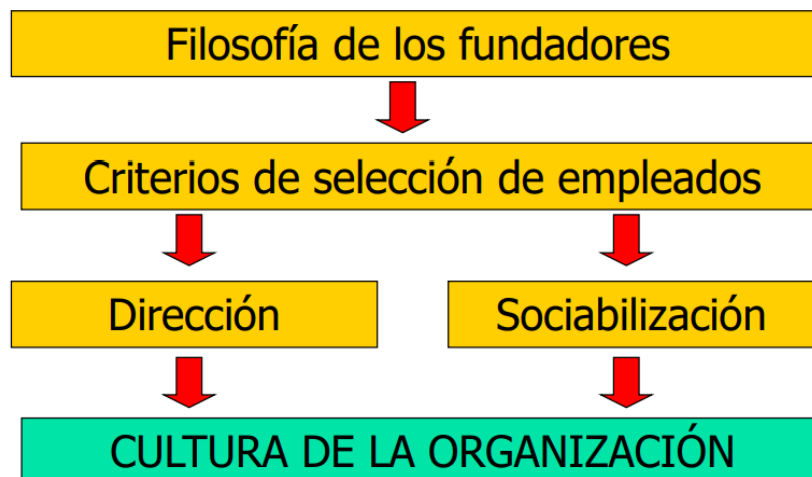 Filosofía de los fundadores
Criterios de selección de empleados
Dirección
Sociabilización
CULTURA DE LA ORGANIZACIÓN